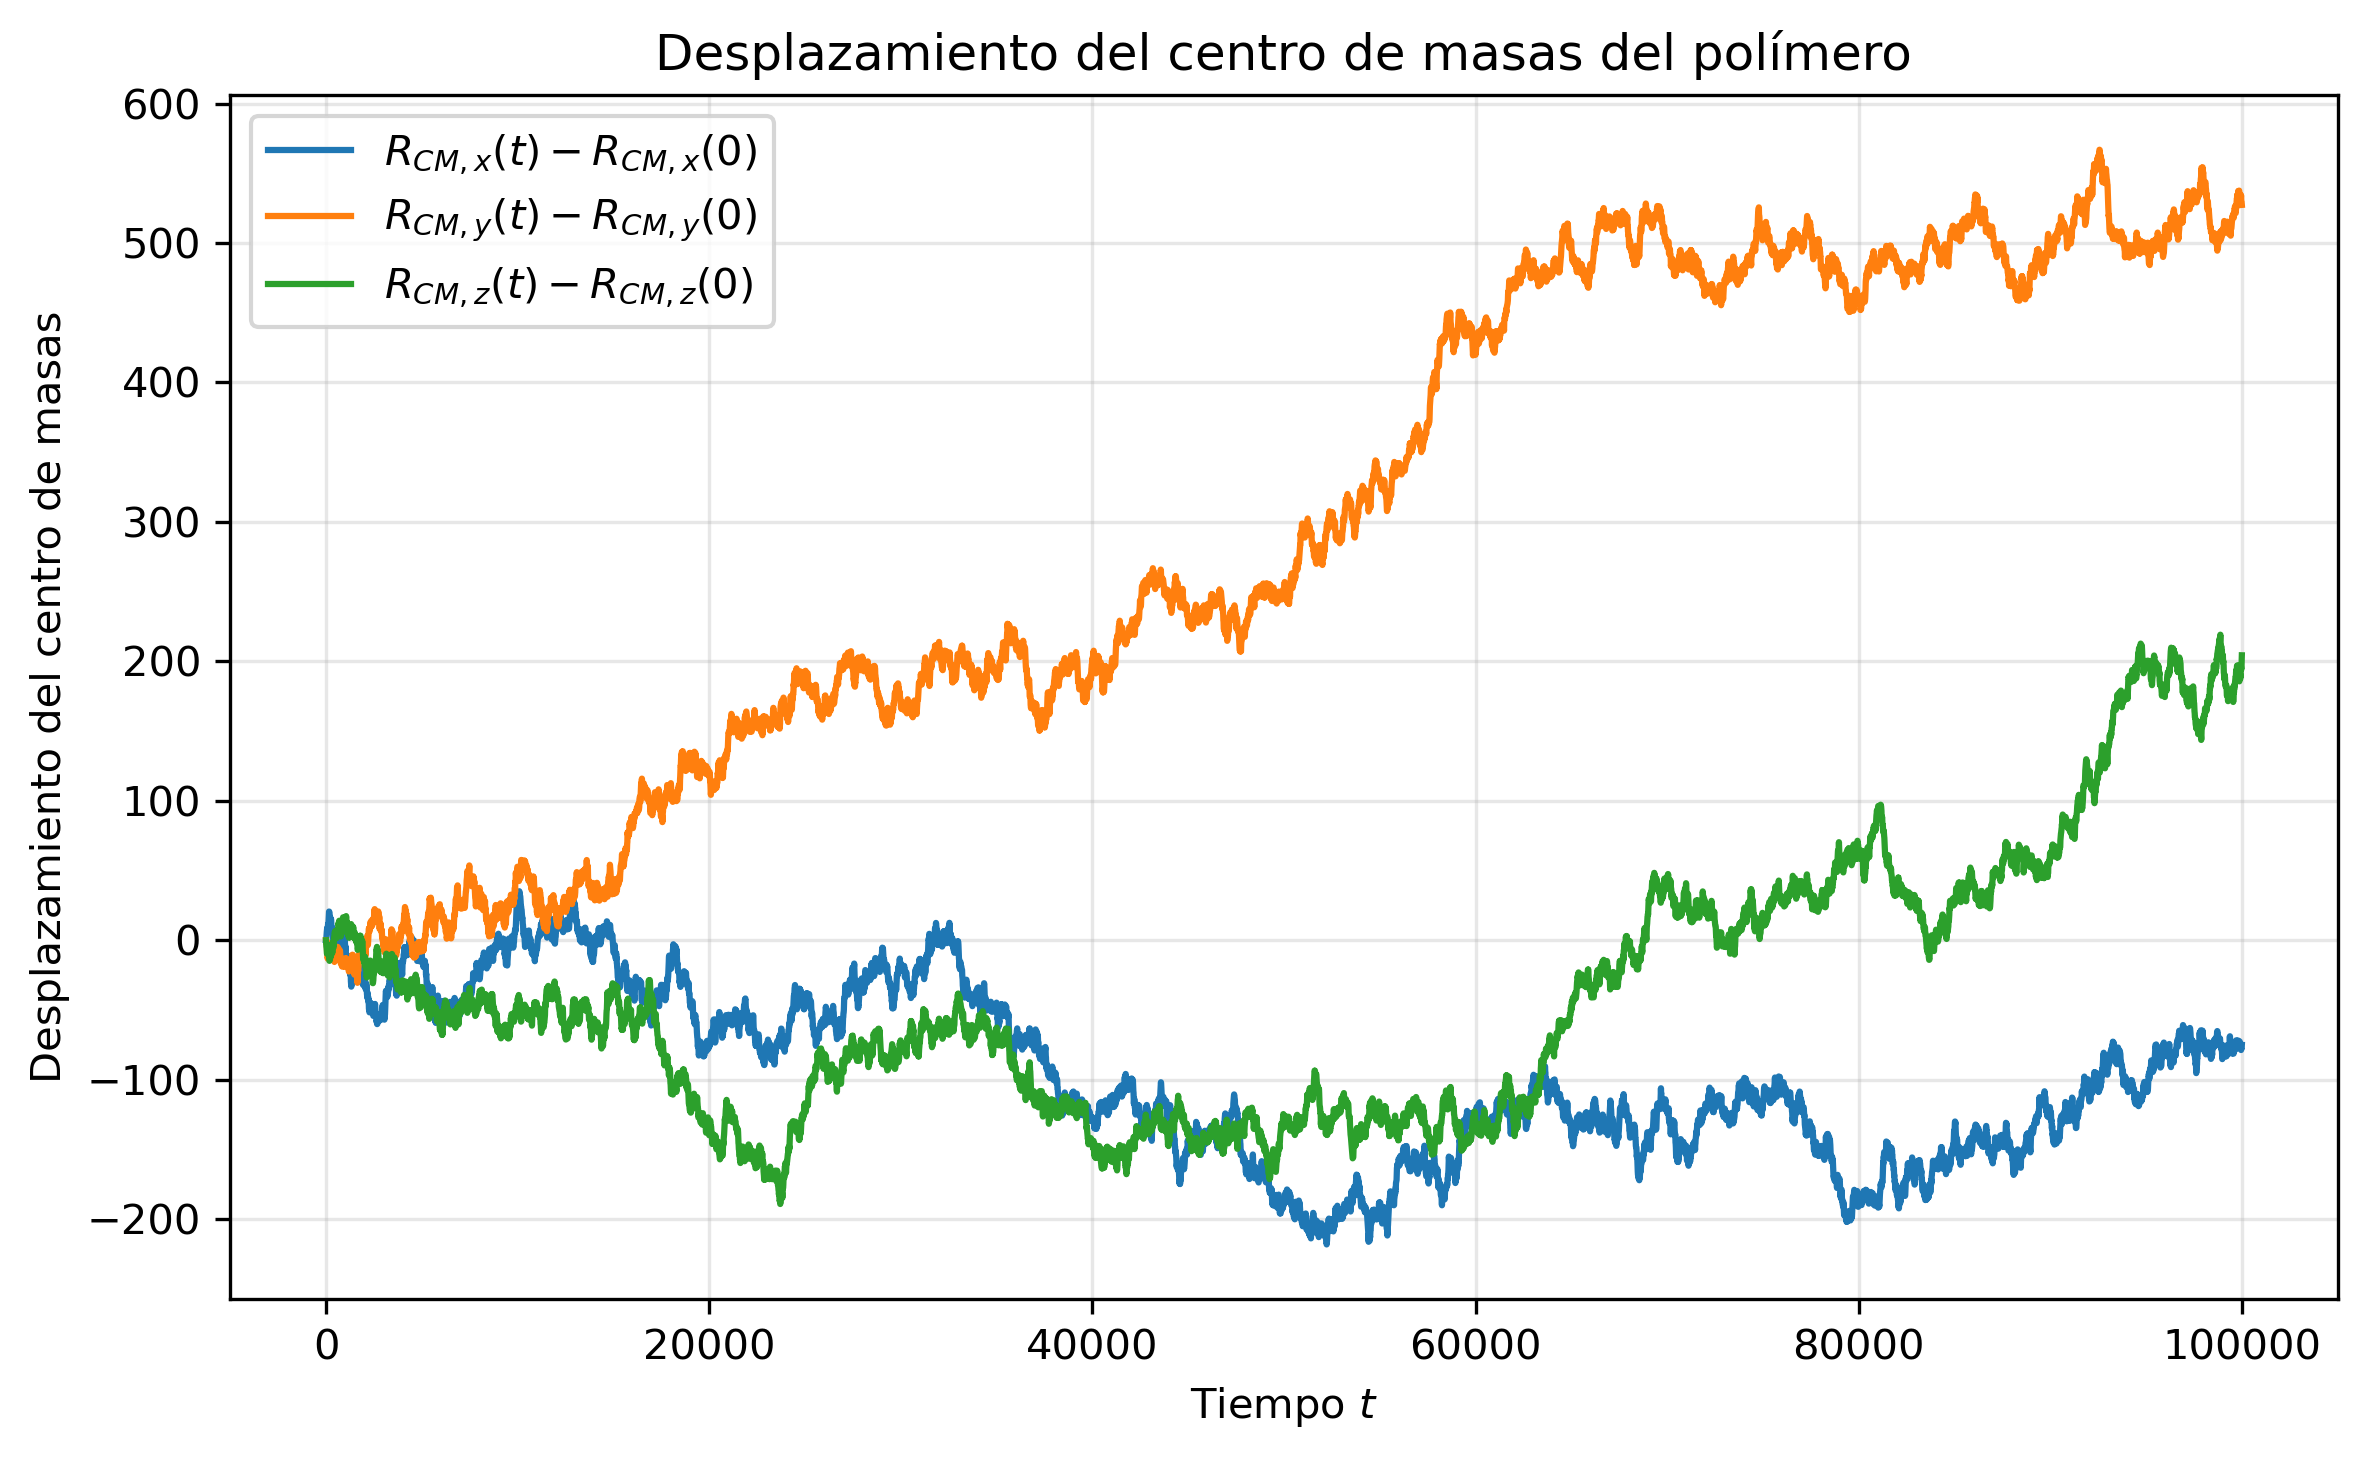 Desplazamiento del centro de masas del polímero
R_{CM, x}(t) − R_{CM, x}(0)
R_{CM, y}(t) − R_{CM, y}(0)
R_{CM, z}(t) − R_{CM, z}(0)
Desplazamiento del centro de masas
600
500
400
300
200
100
0
−100
−200
0 20000 40000 60000 80000 100000
Tiempo t